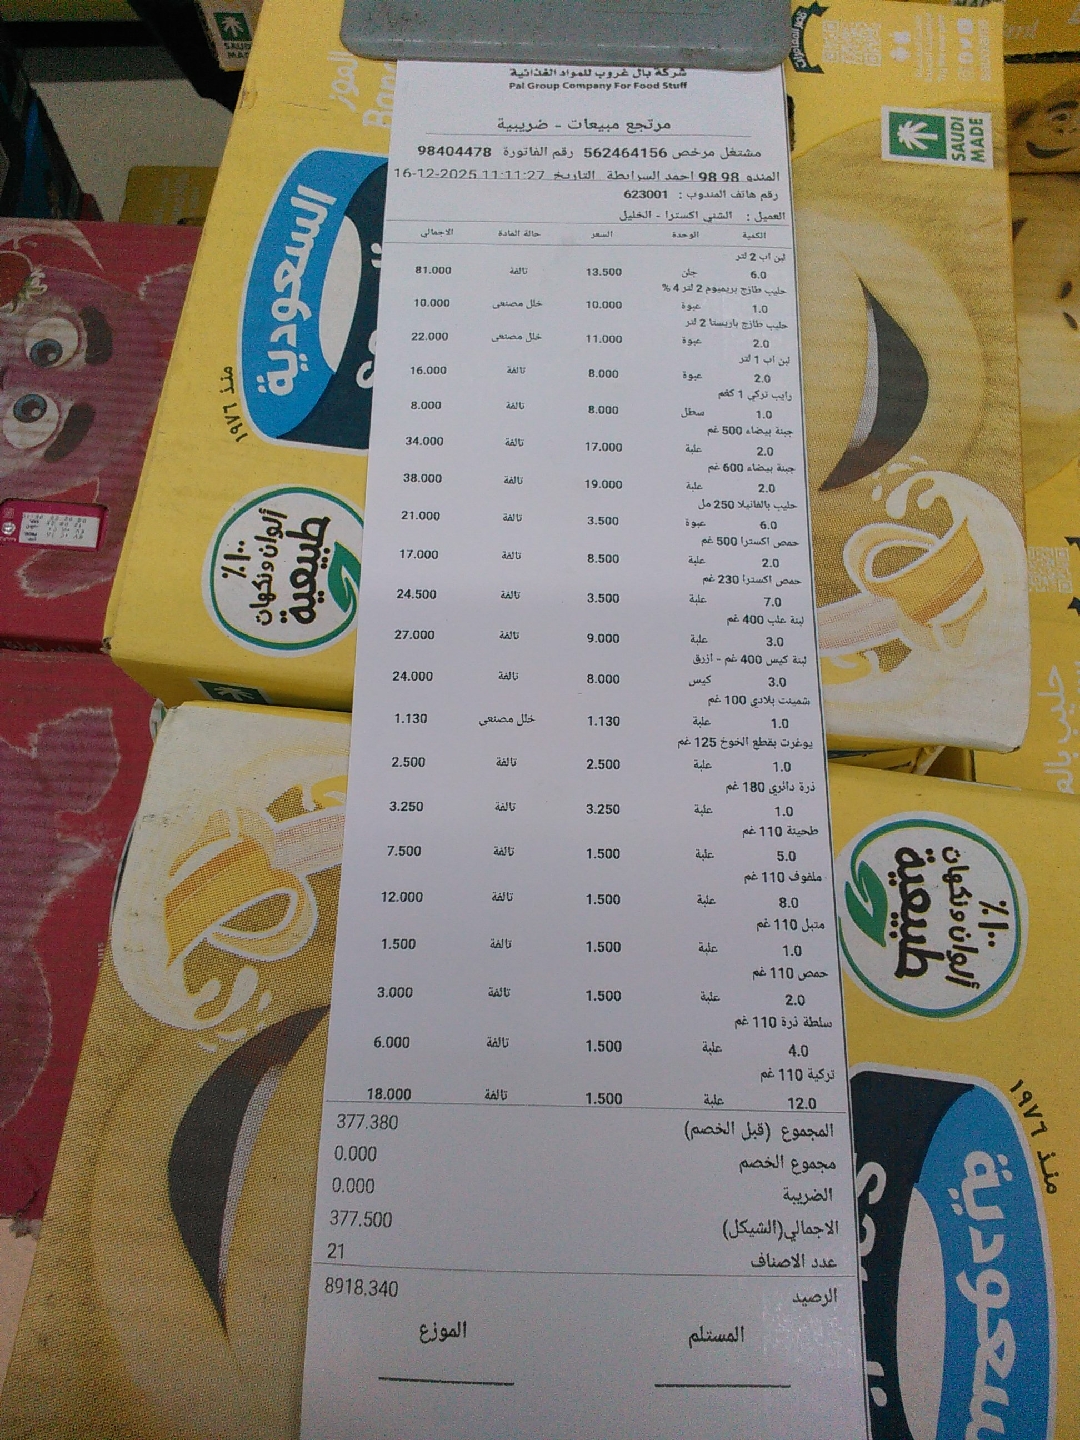 شركة بال غروب للمواد الغذائية
Pal Group Company For Food Stuff
مرتجع مبيعات - ضريبية
مشتغل مرخص 562464156 رقم الفاتورة 98404478
المندو 98 98 احمد السرابطة التاريخ 16-12-2025 11:11:27
رقم هاتف المندوب : 623001
العميل : الشني اكسترا - الخليل
الكمية الوحدة السعر حالة المادة الاجمالي
لبن اب 2 لتر
6.0 جلن 13.500 تالفة 81.000
حليب طازج بريميوم 2 لتر 4 %
1.0 عبوة 10.000 خلل مصنعي 10.000
حليب طازج باريستا 2 لتر
2.0 عبوة 11.000 خلل مصنعي 22.000
لبن اب 1 لتر
2.0 عبوة 8.000 تالفة 16.000
رايب تركي 1 كغم
1.0 سطل 8.000 تالفة 8.000
جبنة بيضاء 500 غم
2.0 علبة 17.000 تالفة 34.000
جبنة بيضاء 600 غم
2.0 علبة 19.000 تالفة 38.000
حليب بالفانيلا 250 مل
6.0 عبوة 3.500 تالفة 21.000
حمص اكسترا 500 غم
2.0 علبة 8.500 تالفة 17.000
حمص اكسترا 230 غم
7.0 علبة 3.500 تالفة 24.500
لبنة علب 400 غم
3.0 علبة 9.000 تالفة 27.000
لبنة كيس 400 غم - ازرق
3.0 كيس 8.000 تالفة 24.000
شمينت بلادي 100 غم
1.0 علبة 1.130 خلل مصنعي 1.130
يوغرت بقطع الخوخ 125 غم
1.0 علبة 2.500 تالفة 2.500
ذرة دائري 180 غم
1.0 علبة 3.250 تالفة 3.250
طحينة 110 غم
5.0 علبة 1.500 تالفة 7.500
ملفوف 110 غم
8.0 علبة 1.500 تالفة 12.000
متبل 110 غم
1.0 علبة 1.500 تالفة 1.500
حمص 110 غم
2.0 علبة 1.500 تالفة 3.000
سلطة ذرة 110 غم
4.0 علبة 1.500 تالفة 6.000
تركية 110 غم
12.0 علبة 1.500 تالفة 18.000
المجموع (قبل الخصم) 377.380
مجموع الخصم 0.000
الضريبة 0.000
الاجمالي(الشيكل) 377.500
عدد الاصناف 21
الرصيد 8918.340
المستلم الموزع
السعودية
منذ ١٩٧٦
١٠٠٪
ألوان ونكهات
طبيعية
SAUDI
MADE
الموز
SAUDI
MADE
حليب بالم
١٠٠٪
ألوان ونكهات
طبيعية
السعودية
منذ ١٩٧٦